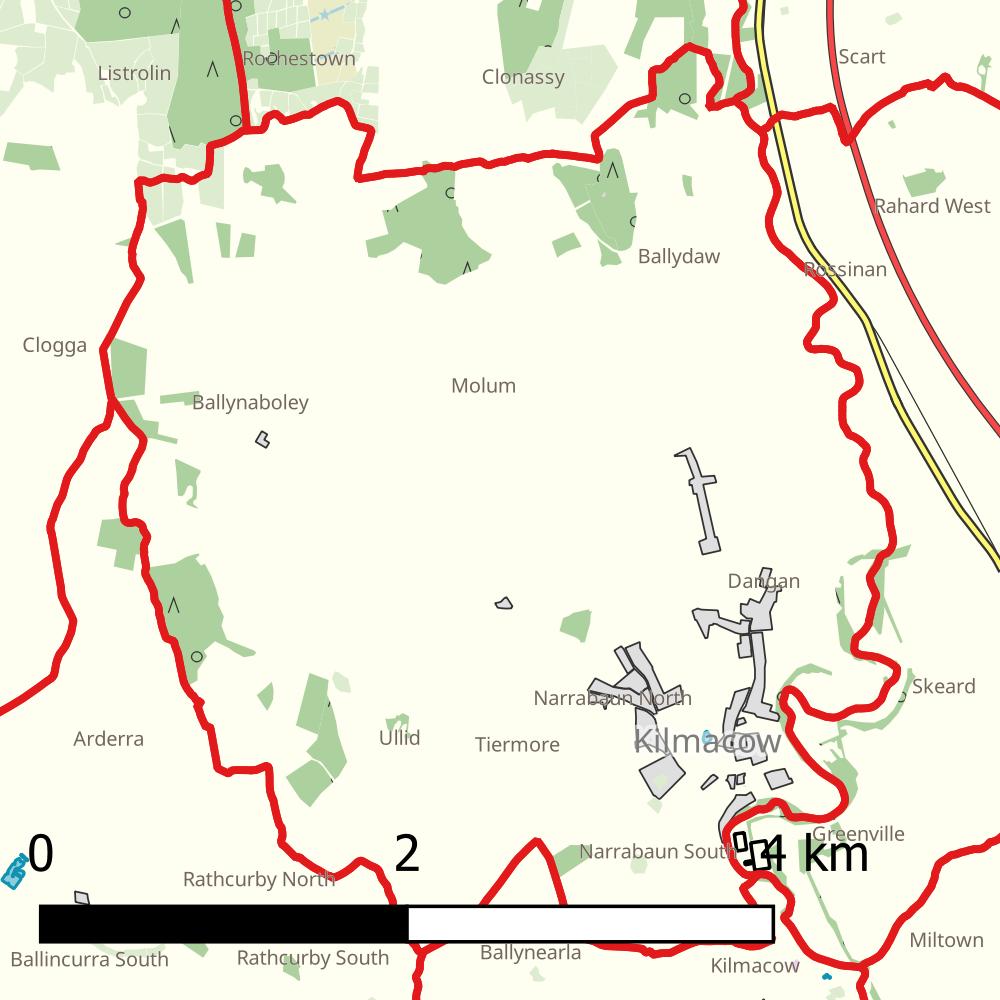 Rochestown
Scart
Listrolin
Clonassy
Rahard West
Ballydaw
Rossinan
Clogga
Molum
Ballynaboley
Dangan
Skeard
Narrabaun North
Arderra
Ullid
Tiermore
Kilmacow
Greenville
0
2
4 km
Narrabaun South
Rathcurby North
Miltown
Ballynearla
Ballincurra South
Rathcurby South
Kilmacow